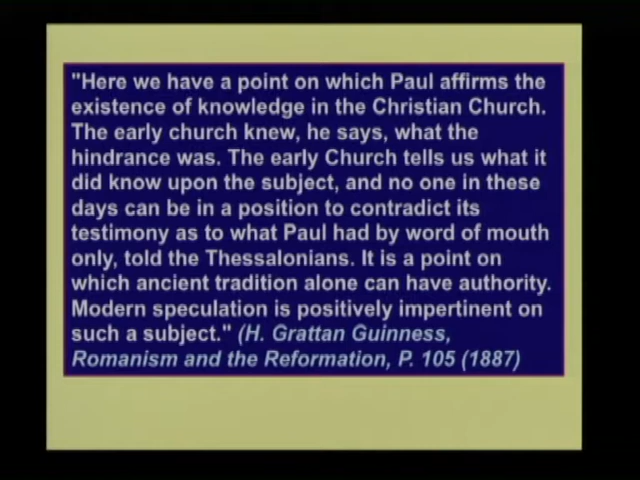 "Here we have a point on which Paul affirms the
existence of knowledge in the Christian Church.
The early church knew, he says, what the
hindrance was. The early Church tells us what it
did know upon the subject, and no one in these
days can be in a position to contradict its
testimony as to what Paul had by word of mouth
only, told the Thessalonians. It is a point on
which ancient tradition alone can have authority.
Modern speculation is positively impertinent on
such a subject." (H. Grattan Guinness,
Romanism and the Reformation, P. 105 (1887)